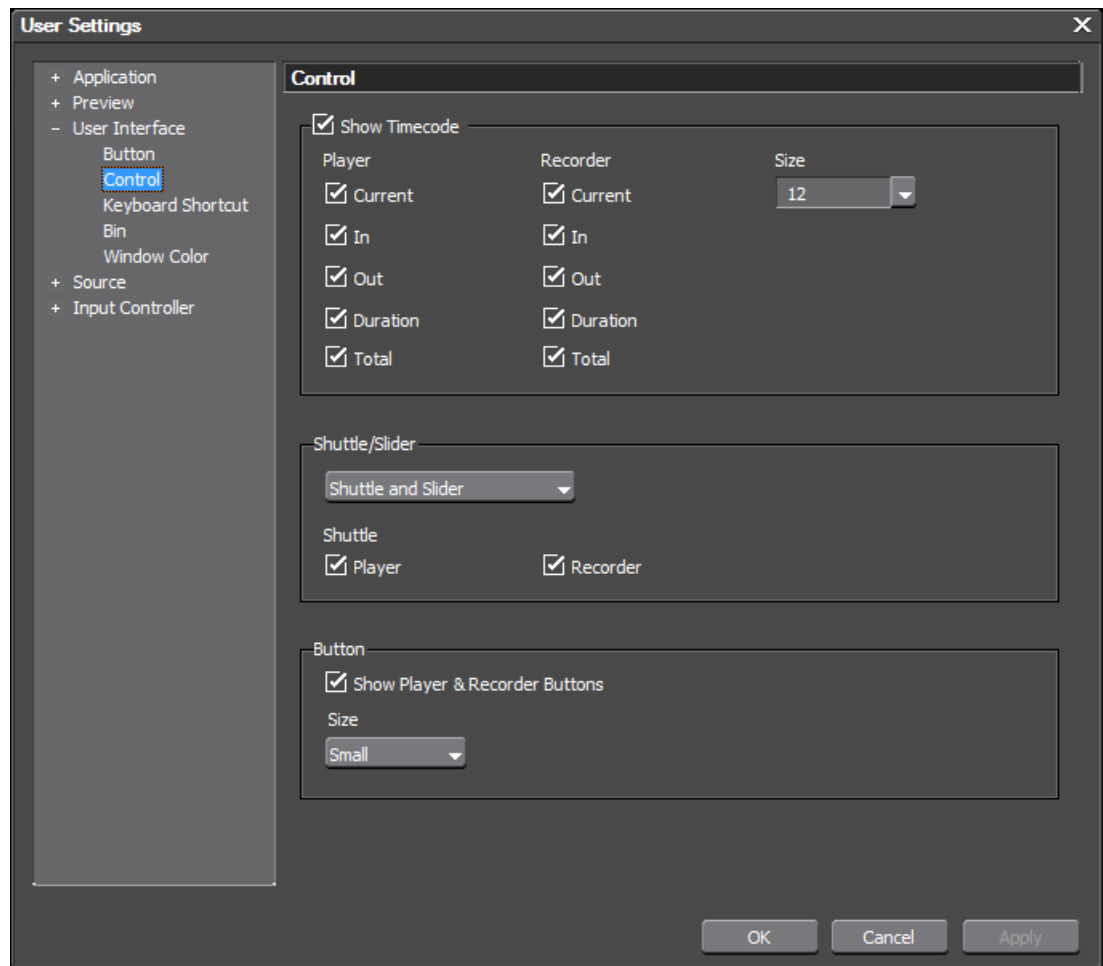 User Settings
+ Application
+ Preview
- User Interface
Button
Control
Keyboard Shortcut
Bin
Window Color
+ Source
+ Input Controller
Control
Show Timecode
Player Recorder Size
Current Current 12
In In
Out Out
Duration Duration
Total Total
Shuttle/Slider
Shuttle and Slider
Shuttle
Player Recorder
Button
Show Player & Recorder Buttons
Size
Small
OK Cancel Apply